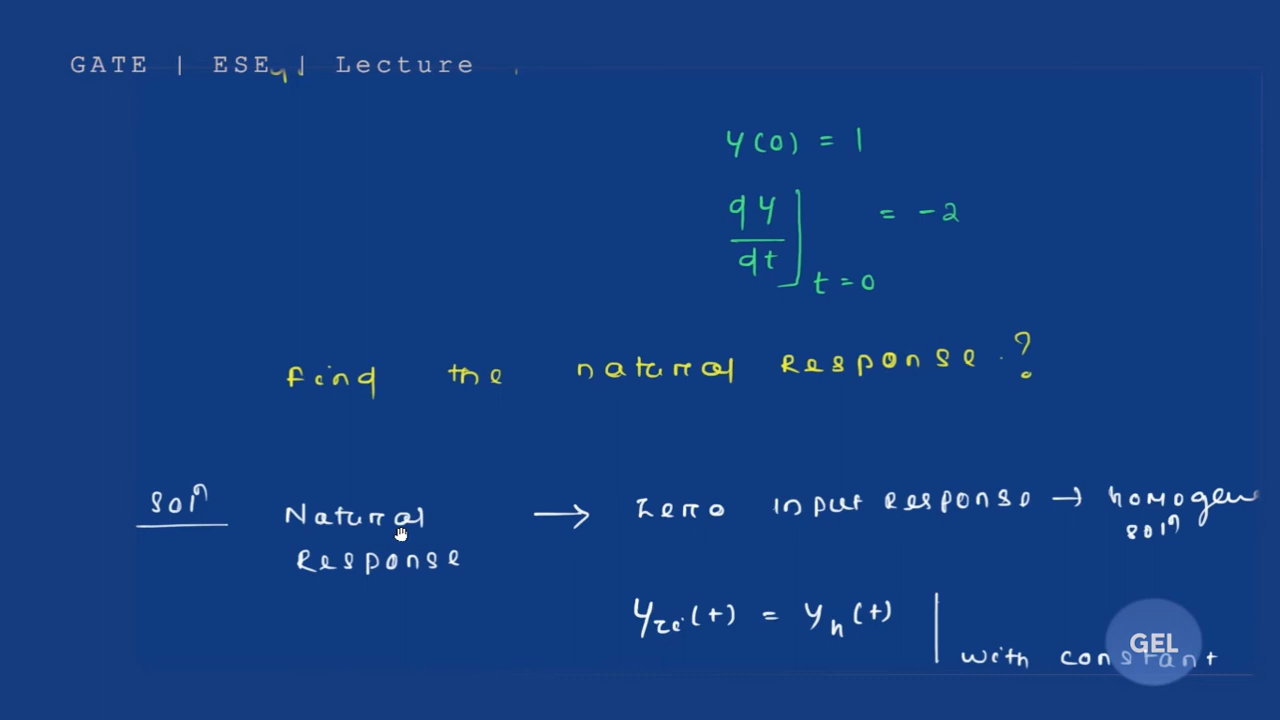 GATE | ESE | Lecture
y(0) = 1
dy/dt]t=0 = -2
Find the natural Response.?
Solⁿ Natural Response → Zero input Response → homogen
Solⁿ
yzi(t) = yh(t) | with constant
GEL